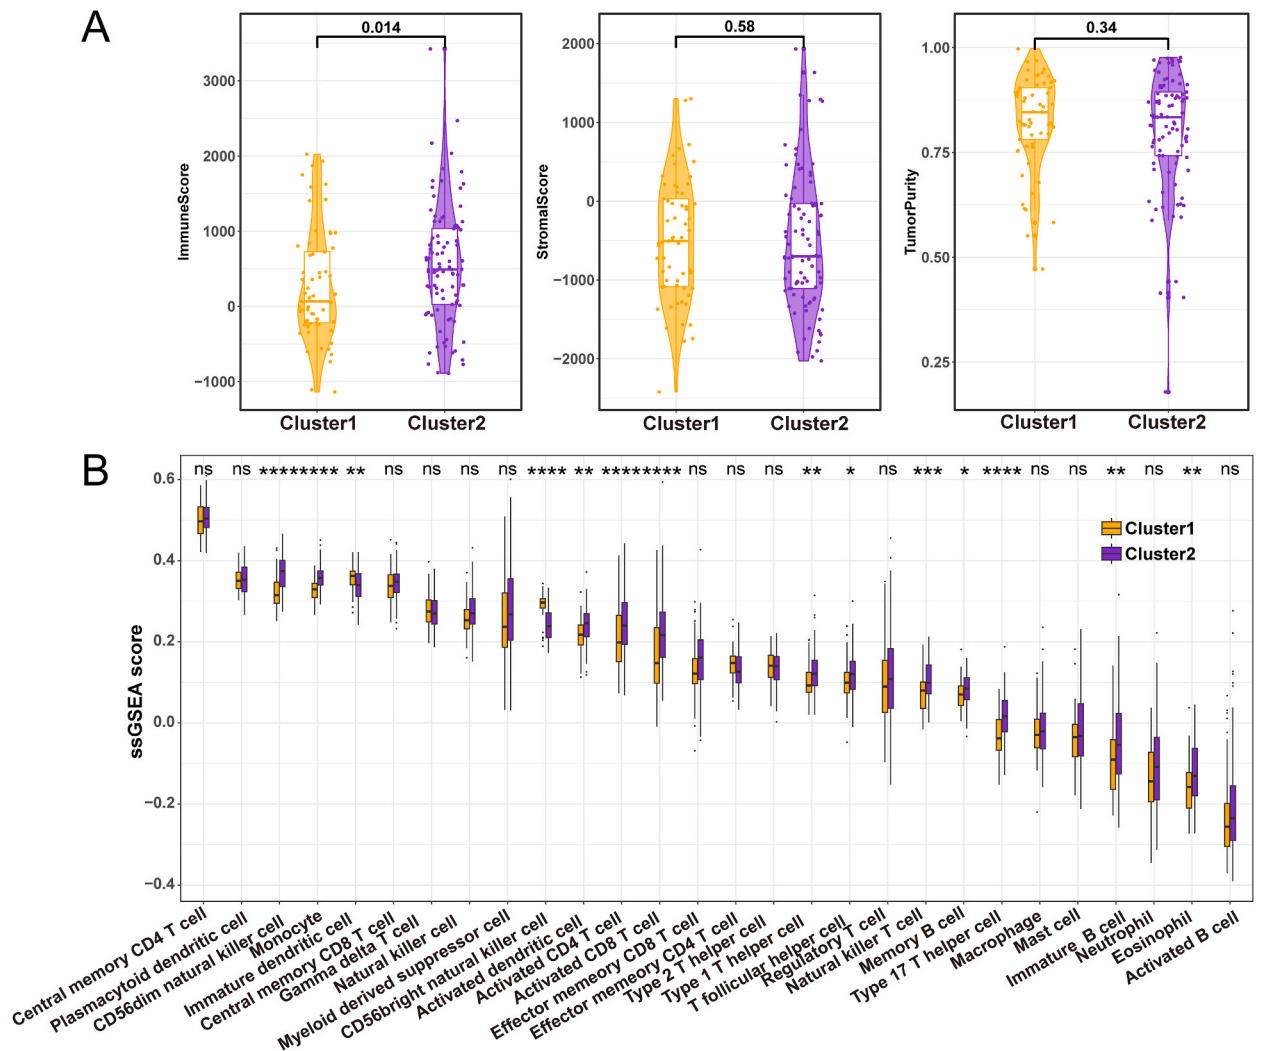 A
0.014
0.58
0.34
ImmuneScore
3000
2000
1000
0
−1000
Cluster1
Cluster2
StromalScore
2000
1000
0
−1000
−2000
Cluster1
Cluster2
TumorPurity
1.00
0.75
0.50
0.25
Cluster1
Cluster2
B
ns ns **** **** ** ns ns ns ns **** ** **** **** ns ns ns ** * ns *** * **** ns ns ** ns ** ns
ssGSEA score
0.6
0.4
0.2
0.0
−0.2
−0.4
Cluster1
Cluster2
Central memory CD4 T cell
Plasmacytoid dendritic cell
CD56dim natural killer cell
Monocyte
Immature dendritic cell
Central memory CD8 T cell
Gamma delta T cell
Natural killer cell
Myeloid derived suppressor cell
CD56bright natural killer cell
Activated dendritic cell
Activated CD4 T cell
Activated CD8 T cell
Effector memory CD8 T cell
Effector memeory CD4 T cell
Type 2 T helper cell
Type 1 T helper cell
T follicular helper cell
Regulatory T cell
Natural killer T cell
Memory B cell
Type 17 T helper cell
Macrophage
Mast cell
Immature B cell
Neutrophil
Eosinophil
Activated B cell